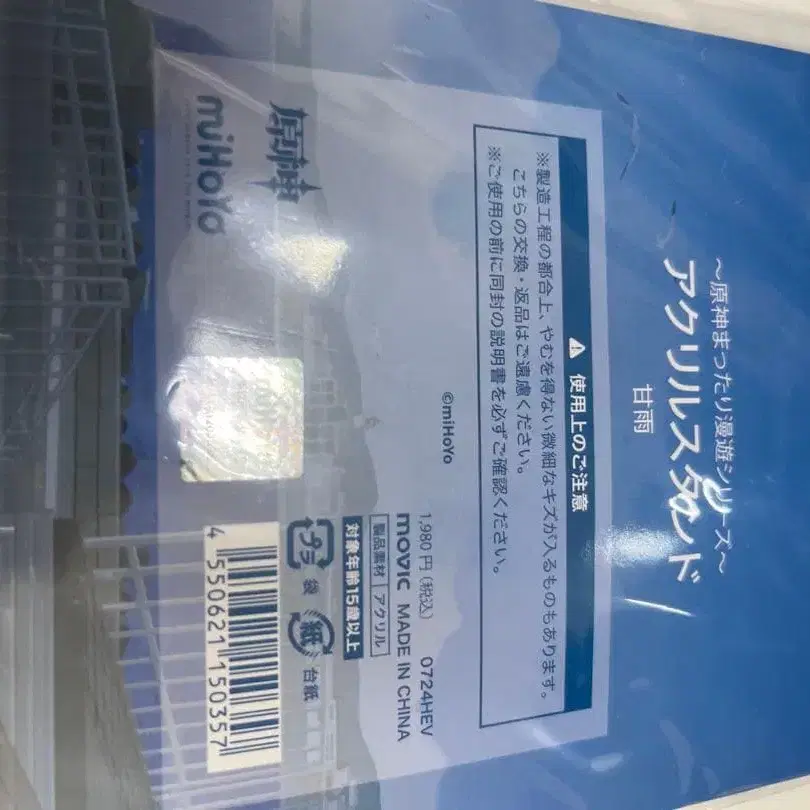 ～原神まったり漫遊シリーズ～
アクリルスタンド
甘雨
使用上のご注意
※製造工程の都合上、やむを得ない微細なキズが入るものもあります。
こちらの交換・返品はご遠慮ください。
※ご使用の前に同封の説明書を必ずご確認ください。
©miHoYo
1,980円（税込） 0724HEV
movic MADE IN CHINA
製品素材 アクリル
対象年齢15歳以上
プラ 袋 紙 台紙
4 550621 150357
原神
miHoYo